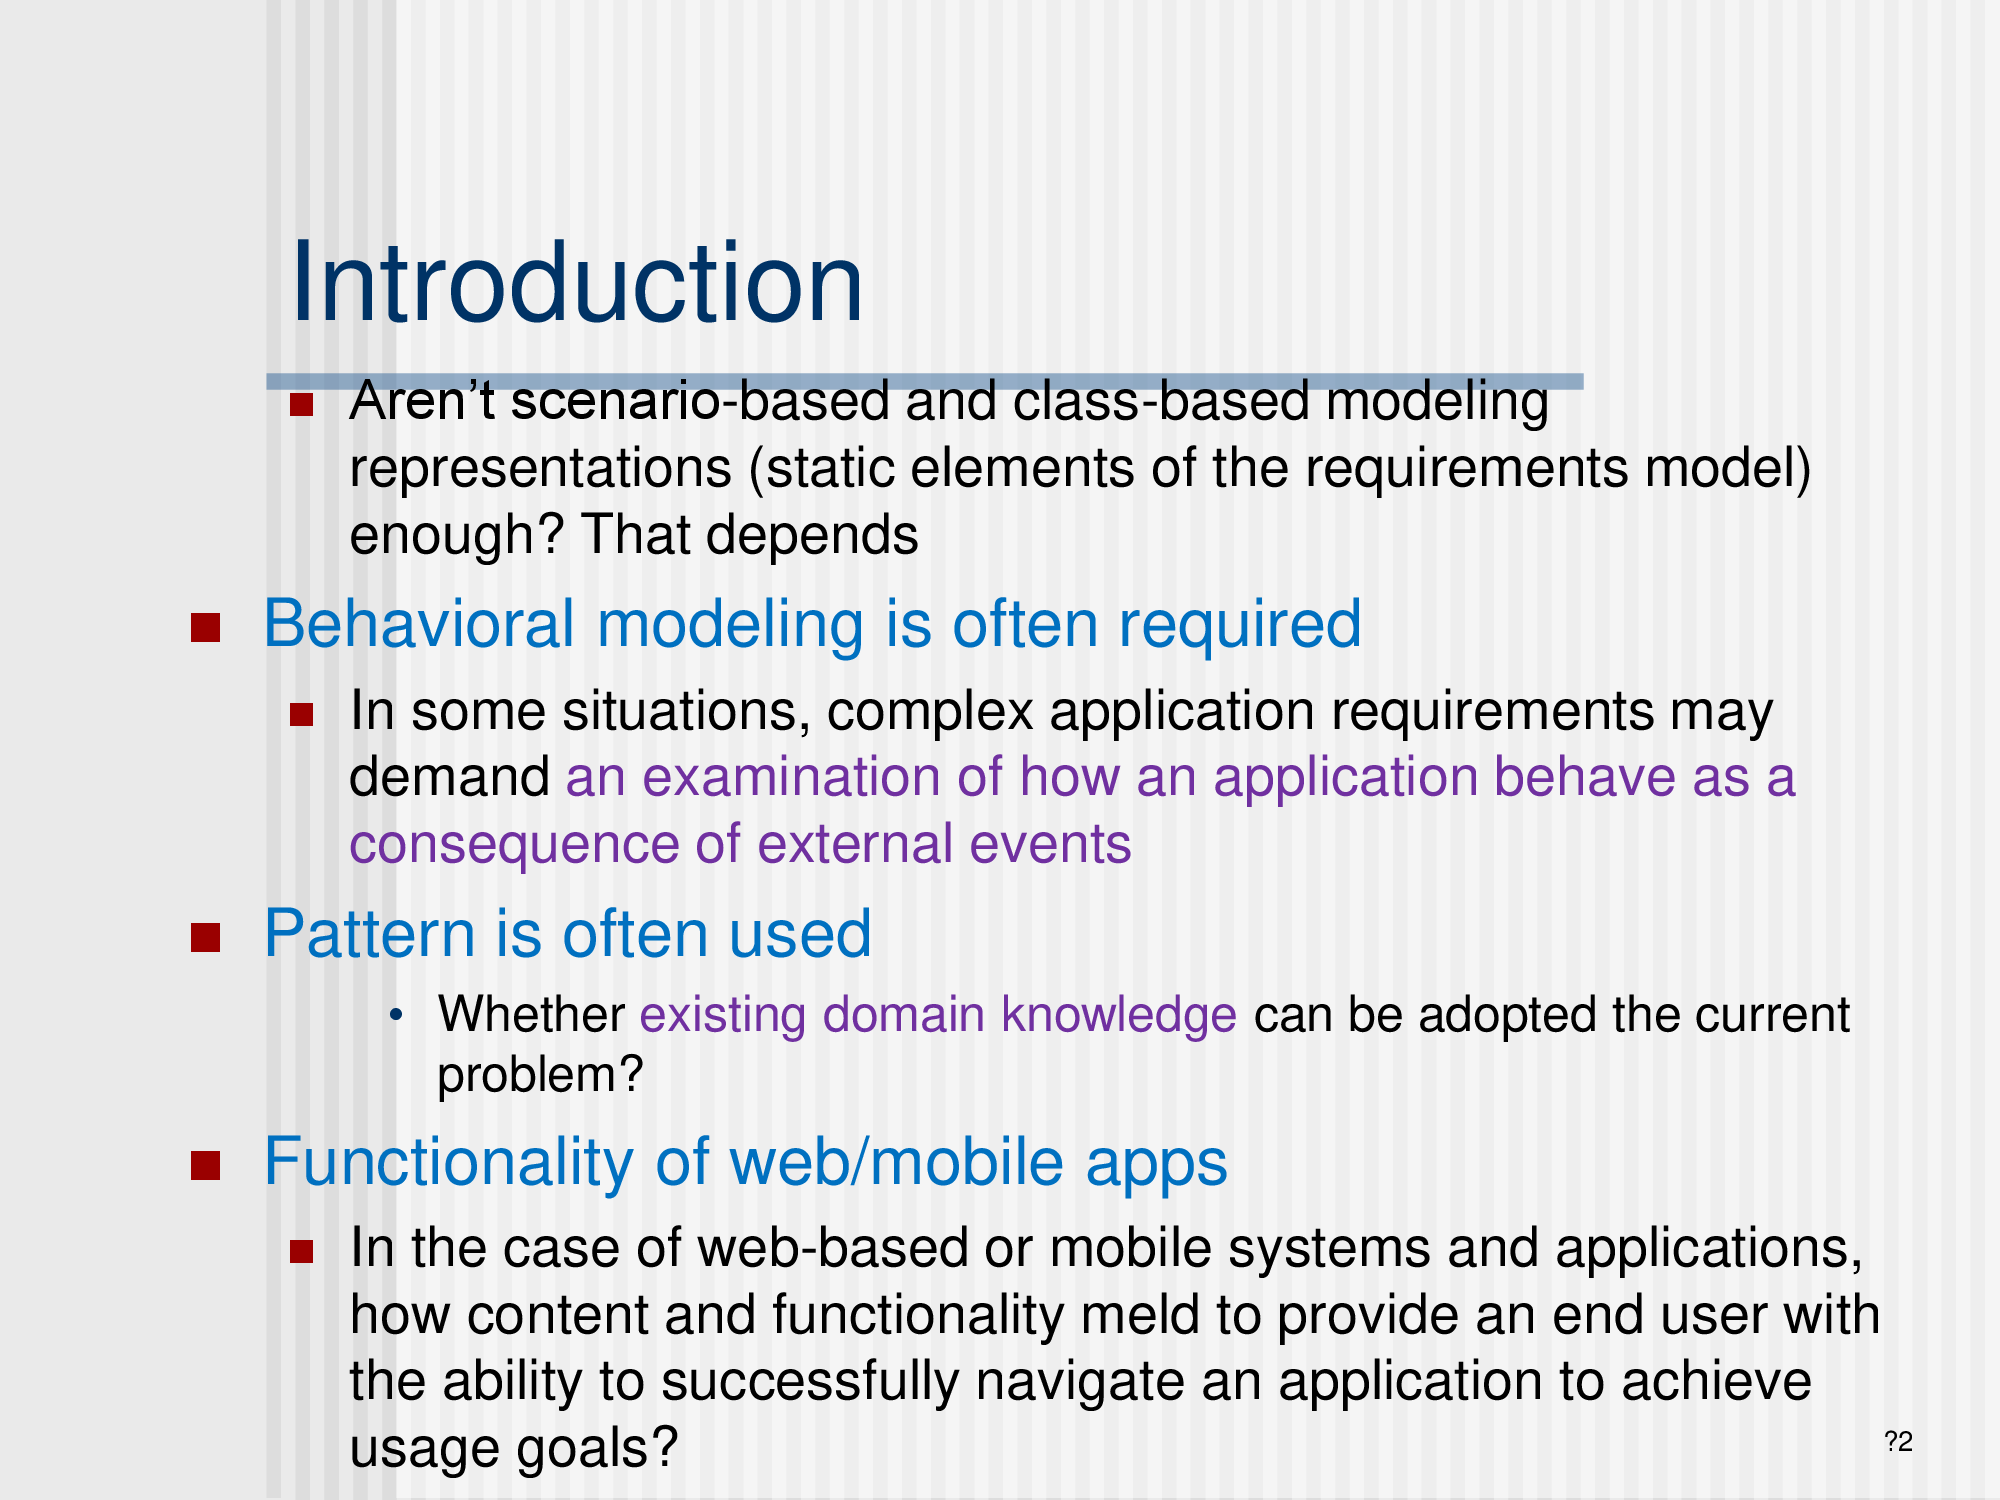 Introduction
Aren’t scenario-based and class-based modeling
representations (static elements of the requirements model)
enough? That depends
Behavioral modeling is often required
In some situations, complex application requirements may
demand an examination of how an application behave as a
consequence of external events
Pattern is often used
• Whether existing domain knowledge can be adopted the current
problem?
Functionality of web/mobile apps
In the case of web-based or mobile systems and applications,
how content and functionality meld to provide an end user with
the ability to successfully navigate an application to achieve
usage goals?
?2